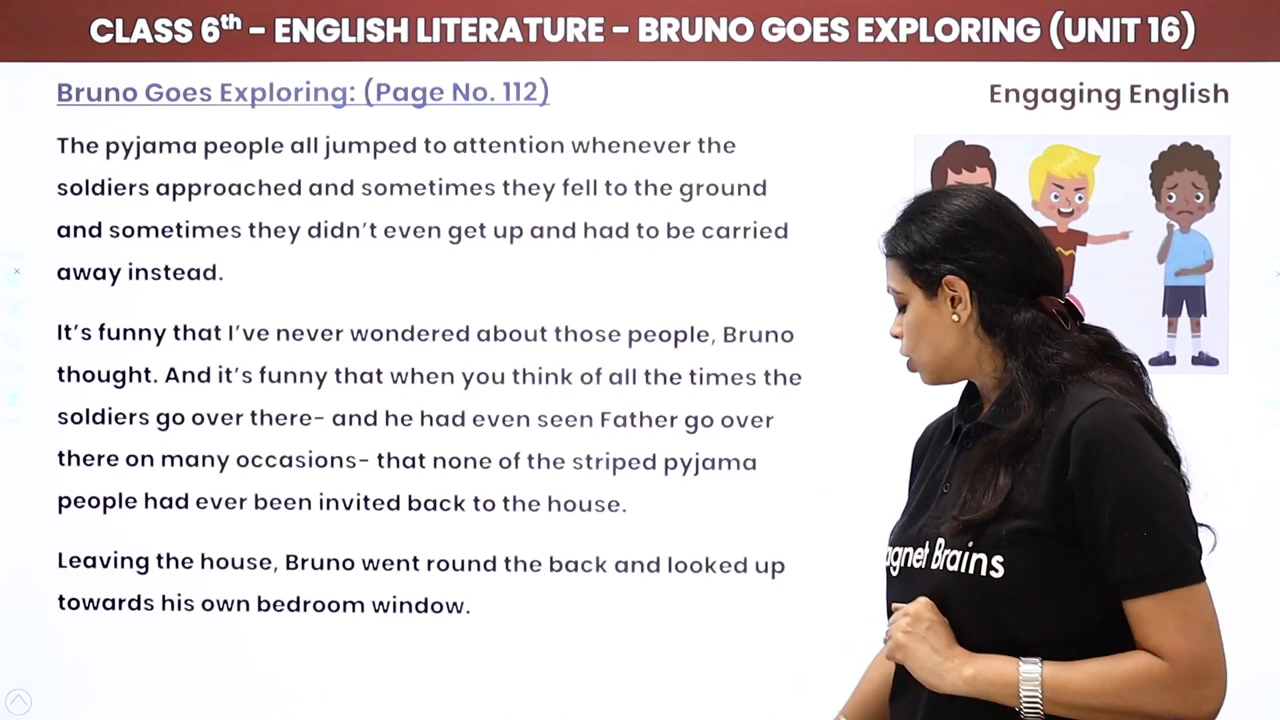 CLASS 6th - ENGLISH LITERATURE - BRUNO GOES EXPLORING (UNIT 16)
Bruno Goes Exploring: (Page No. 112)
Engaging English
The pyjama people all jumped to attention whenever the
soldiers approached and sometimes they fell to the ground
and sometimes they didn't even get up and had to be carried
away instead.
It's funny that I've never wondered about those people, Bruno
thought. And it's funny that when you think of all the times the
soldiers go over there- and he had even seen Father go over
there on many occasions- that none of the striped pyjama
people had ever been invited back to the house.
Leaving the house, Bruno went round the back and looked up
towards his own bedroom window.
agnet Brains